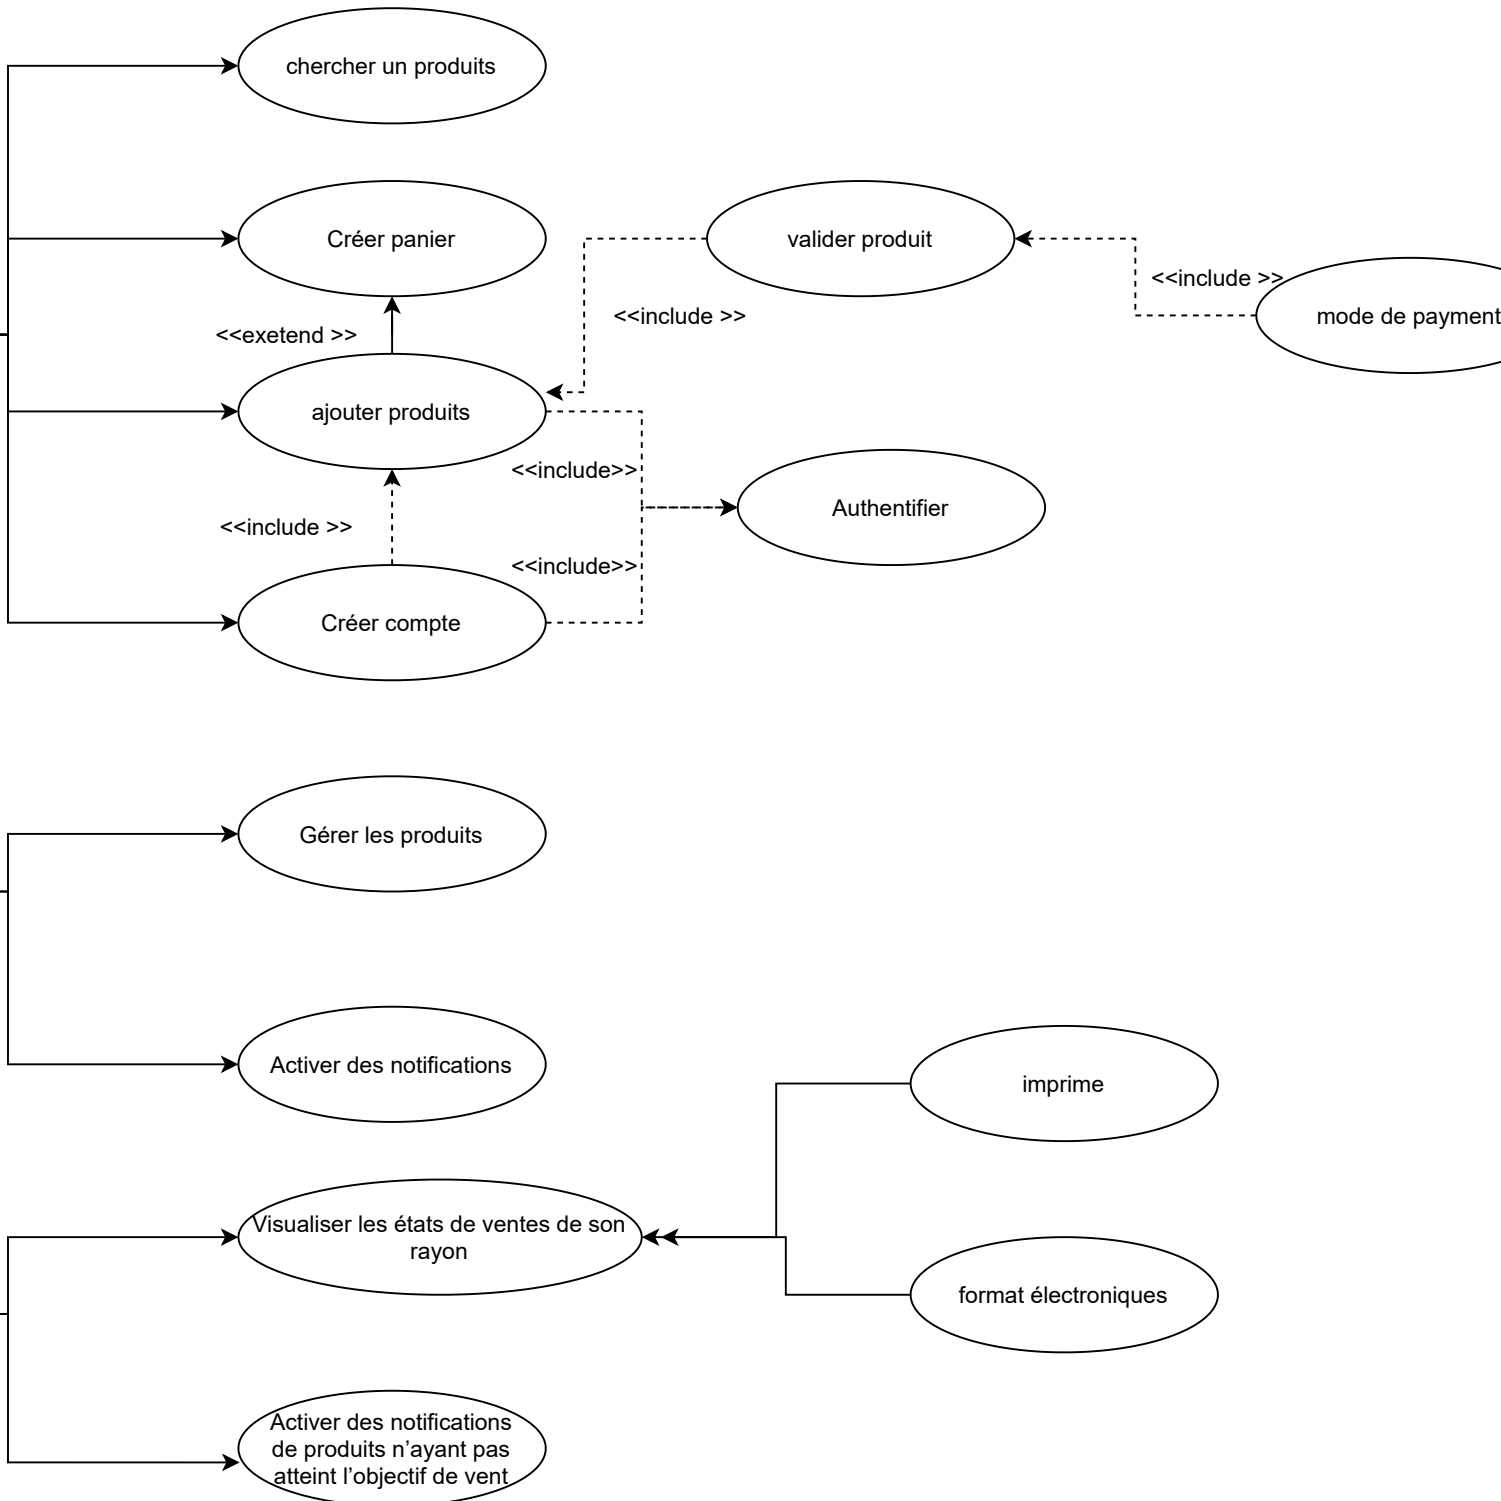 chercher un produits
Créer panier
valider produit
<<include >>
<<include >>
mode de payment
<<exetend >>
ajouter produits
<<include>>
Authentifier
<<include >>
<<include>>
Créer compte
Gérer les produits
Activer des notifications
imprime
Visualiser les états de ventes de son
rayon
format électroniques
Activer des notifications
de produits n’ayant pas
atteint l’objectif de vent